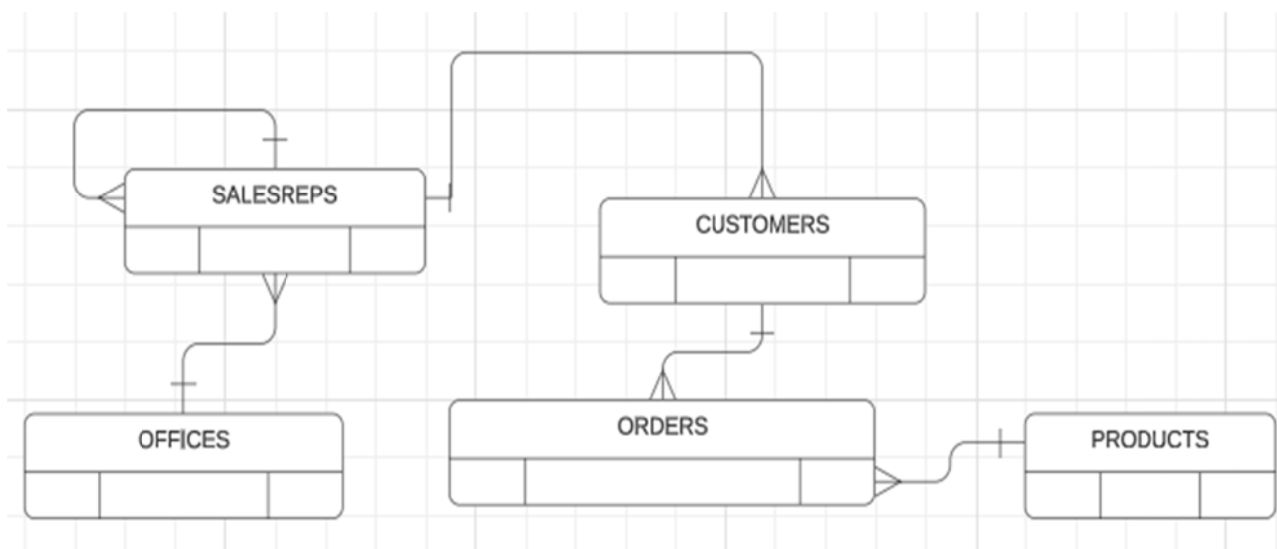 SALESREPS
CUSTOMERS
OFFICES
ORDERS
PRODUCTS